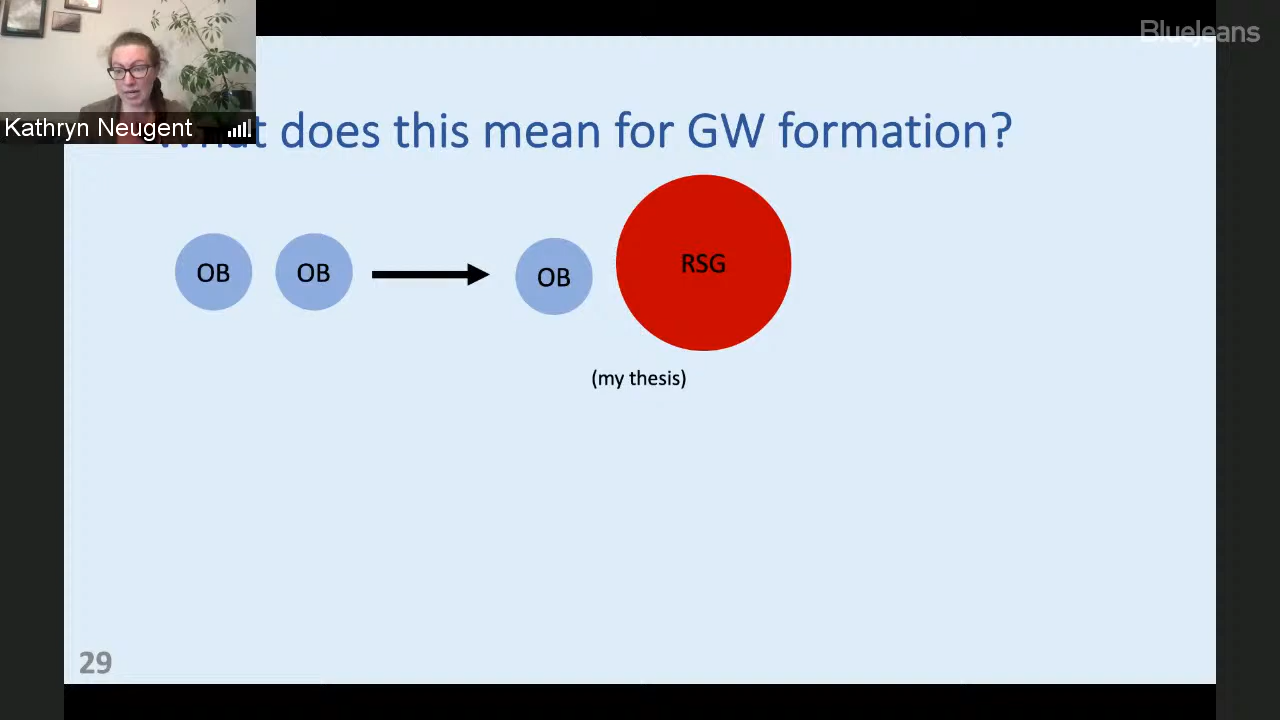 BlueJeans
Kathryn Neugent
does this mean for GW formation?
OB
OB
OB
RSG
(my thesis)
29